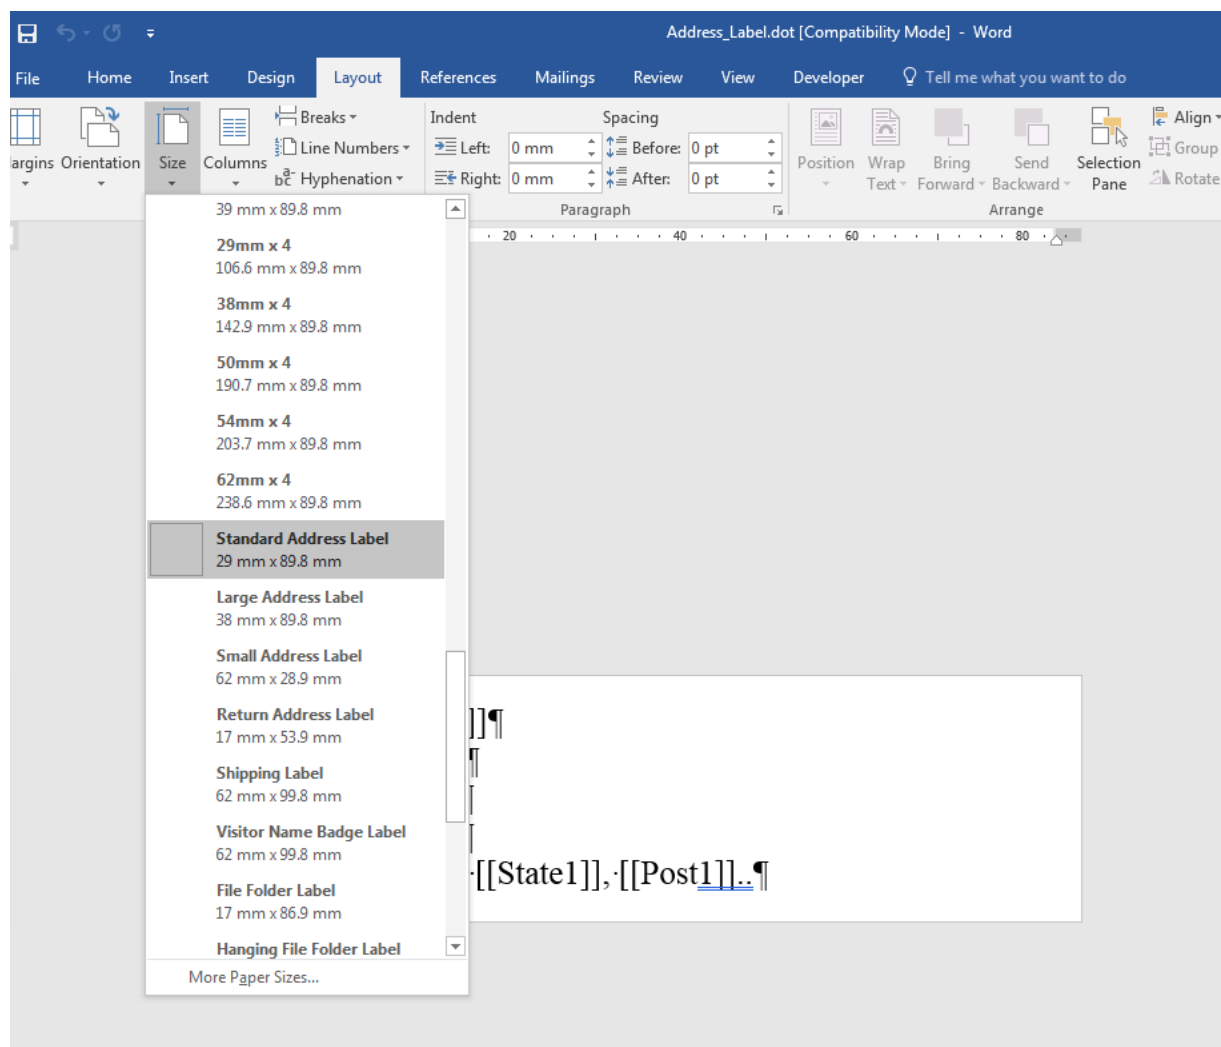 Address_Label.dot [Compatibility Mode] - Word
File Home Insert Design Layout References Mailings Review View Developer Tell me what you want to do
Breaks Indent Spacing Align
Line Numbers Left: 0 mm Before: 0 pt Group
argins Orientation Size Columns Position Wrap Bring Send Selection
bc Hyphenation Right: 0 mm After: 0 pt Text Forward Backward Pane Rotate
Paragraph Arrange
39 mm x 89.8 mm
20 40 60 80
29mm x 4
106.6 mm x 89.8 mm
38mm x 4
142.9 mm x 89.8 mm
50mm x 4
190.7 mm x 89.8 mm
54mm x 4
203.7 mm x 89.8 mm
62mm x 4
238.6 mm x 89.8 mm
Standard Address Label
29 mm x 89.8 mm
Large Address Label
38 mm x 89.8 mm
Small Address Label
62 mm x 28.9 mm
Return Address Label
17 mm x 53.9 mm
Shipping Label
62 mm x 99.8 mm
Visitor Name Badge Label
62 mm x 99.8 mm
File Folder Label
17 mm x 86.9 mm
Hanging File Folder Label
More Paper Sizes...
]]¶
¶
¶
¶
·[[State1]],·[[Post1]]..¶